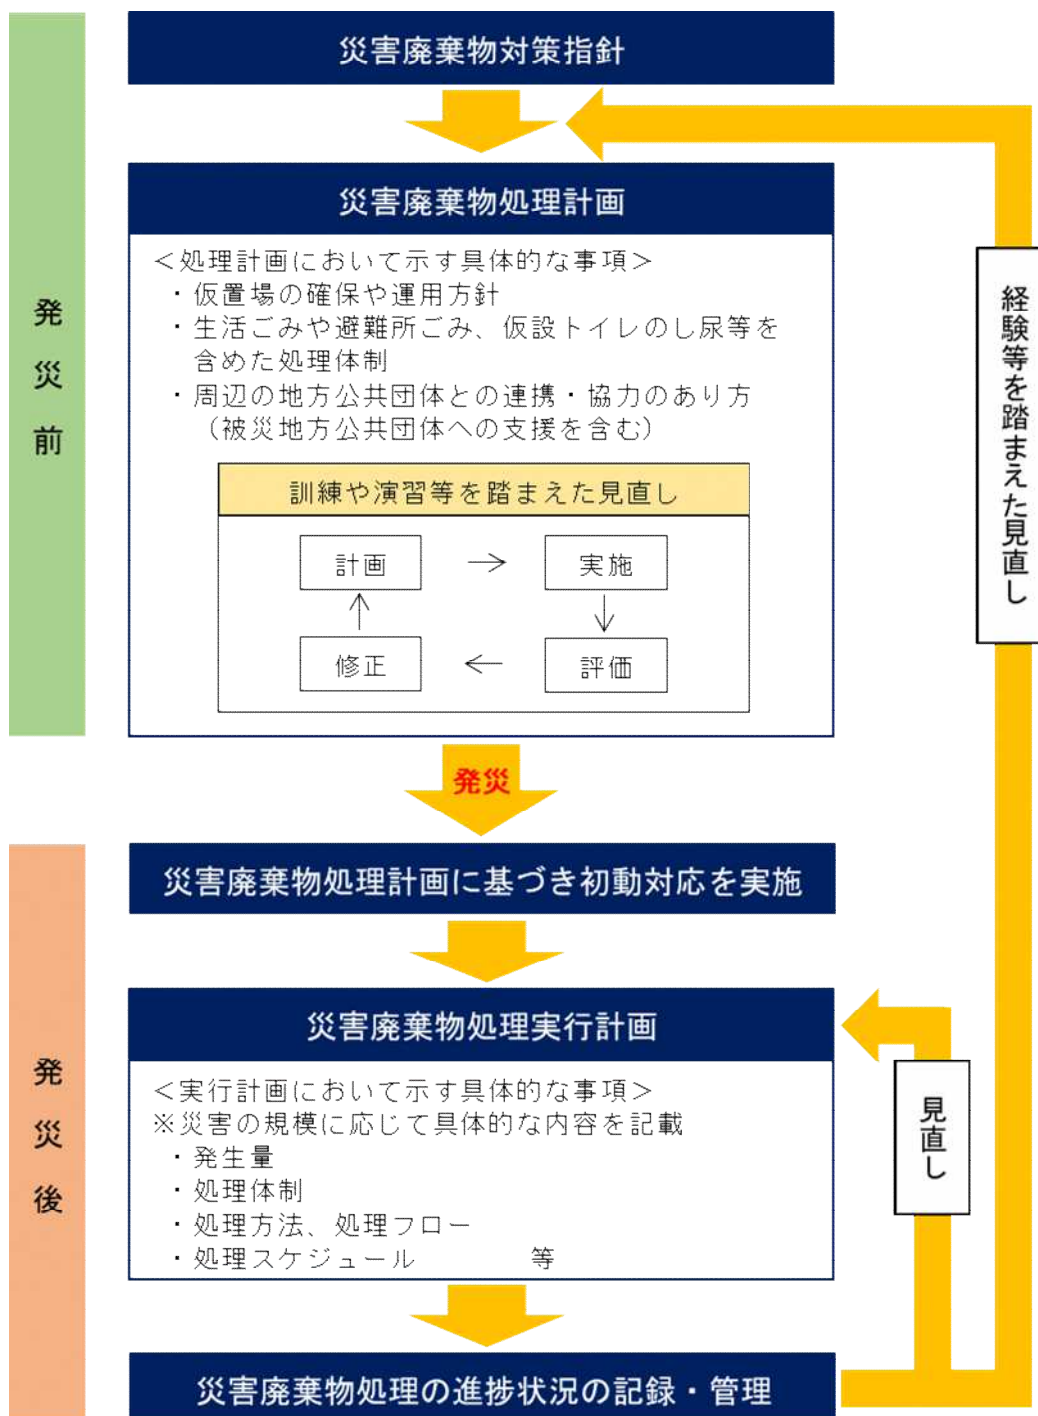 災害廃棄物対策指針
発災前
災害廃棄物処理計画
＜処理計画において示す具体的な事項＞
・仮置場の確保や運用方針
・生活ごみや避難所ごみ、仮設トイレのし尿等を
含めた処理体制
・周辺の地方公共団体との連携・協力のあり方
（被災地方公共団体への支援を含む）
訓練や演習等を踏まえた見直し
計画
→
実施
↑
↓
修正
←
評価
経験等を踏まえた見直し
発災
発災後
災害廃棄物処理計画に基づき初動対応を実施
災害廃棄物処理実行計画
＜実行計画において示す具体的な事項＞
※災害の規模に応じて具体的な内容を記載
・発生量
・処理体制
・処理方法、処理フロー
・処理スケジュール　　　等
見直し
災害廃棄物処理の進捗状況の記録・管理